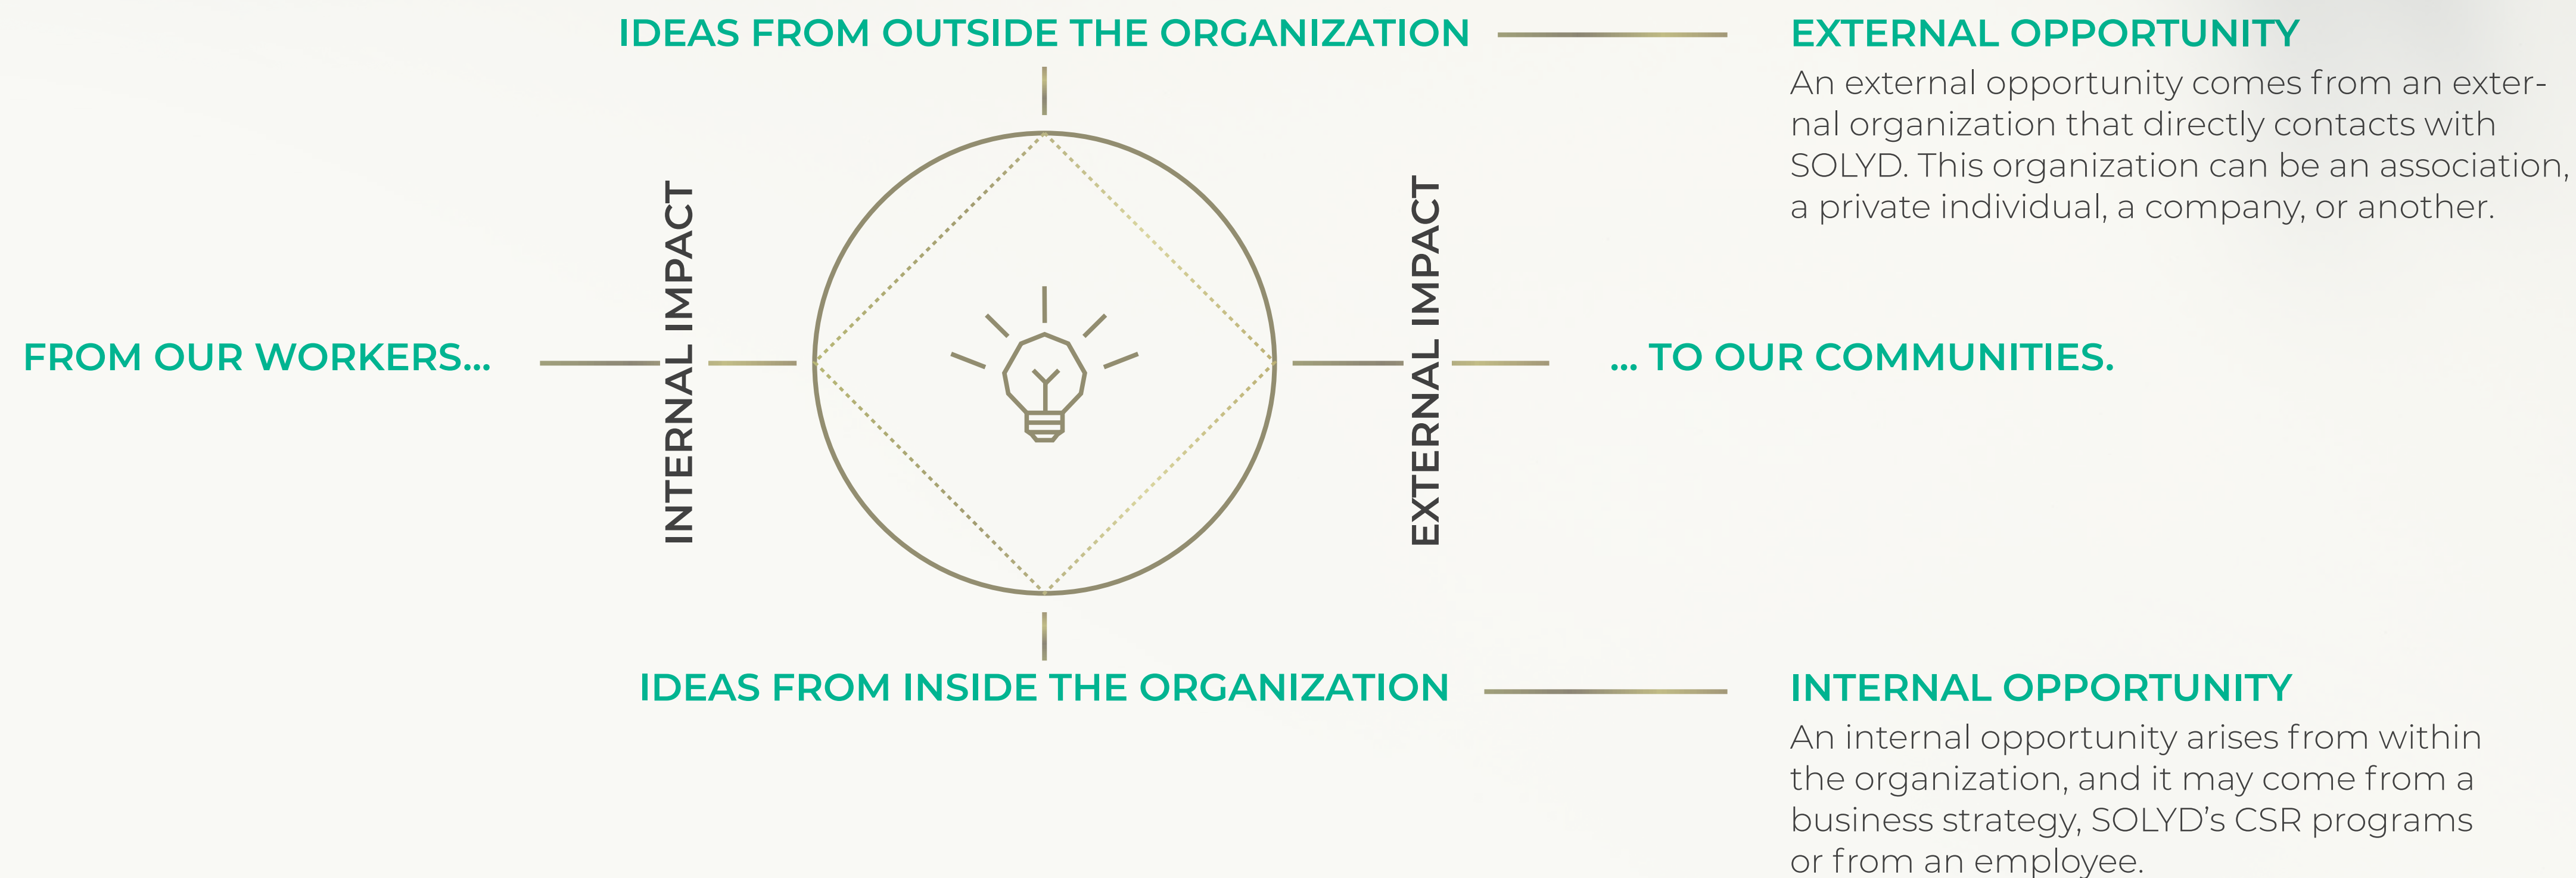 IDEAS FROM OUTSIDE THE ORGANIZATION
EXTERNAL OPPORTUNITY
An external opportunity comes from an exter-
nal organization that directly contacts with
SOLYD. This organization can be an association,
a private individual, a company, or another.
FROM OUR WORKERS...
INTERNAL IMPACT
EXTERNAL IMPACT
... TO OUR COMMUNITIES.
IDEAS FROM INSIDE THE ORGANIZATION
INTERNAL OPPORTUNITY
An internal opportunity arises from within
the organization, and it may come from a
business strategy, SOLYD’s CSR programs
or from an employee.